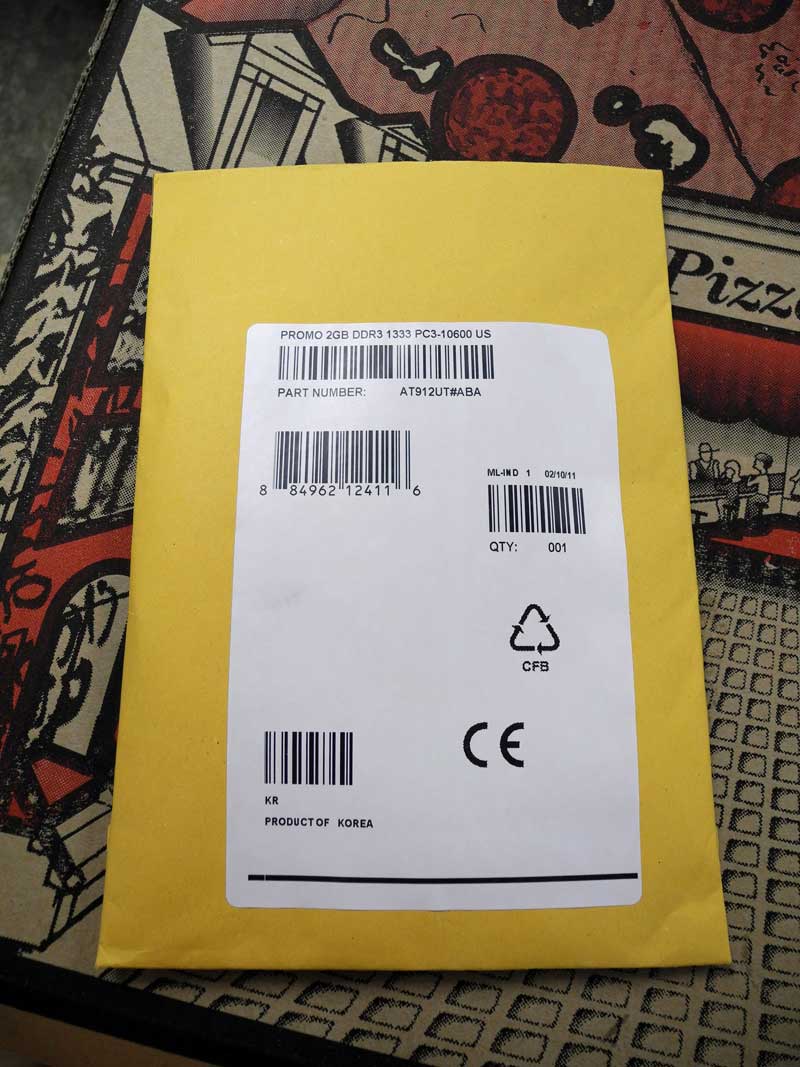 Pizz
PROMO 2GB DDR3 1333 PC3-10600 US
PART NUMBER: AT912UT#ABA
8 84962 12411 6
ML-IND 1 02/10/11
QTY: 001
CFB
CE
KR
PRODUCT OF KOREA